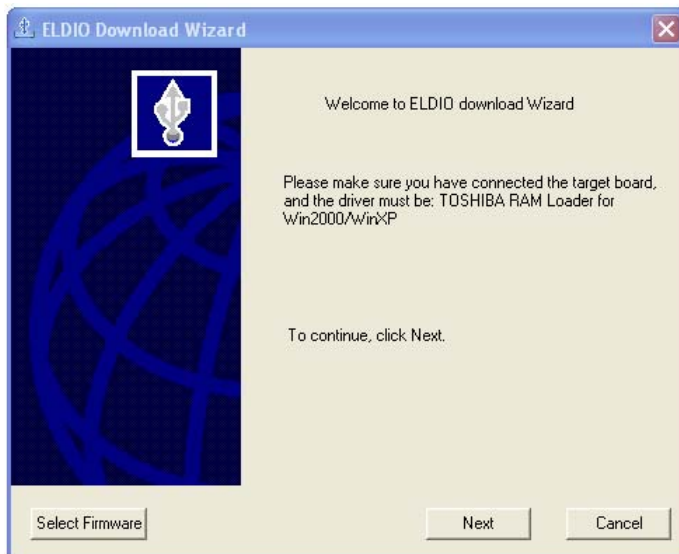 ELDIO Download Wizard
Welcome to ELDIO download Wizard
Please make sure you have connected the target board,
and the driver must be: TOSHIBA RAM Loader for
Win2000/WinXP
To continue, click Next.
Select Firmware
Next
Cancel